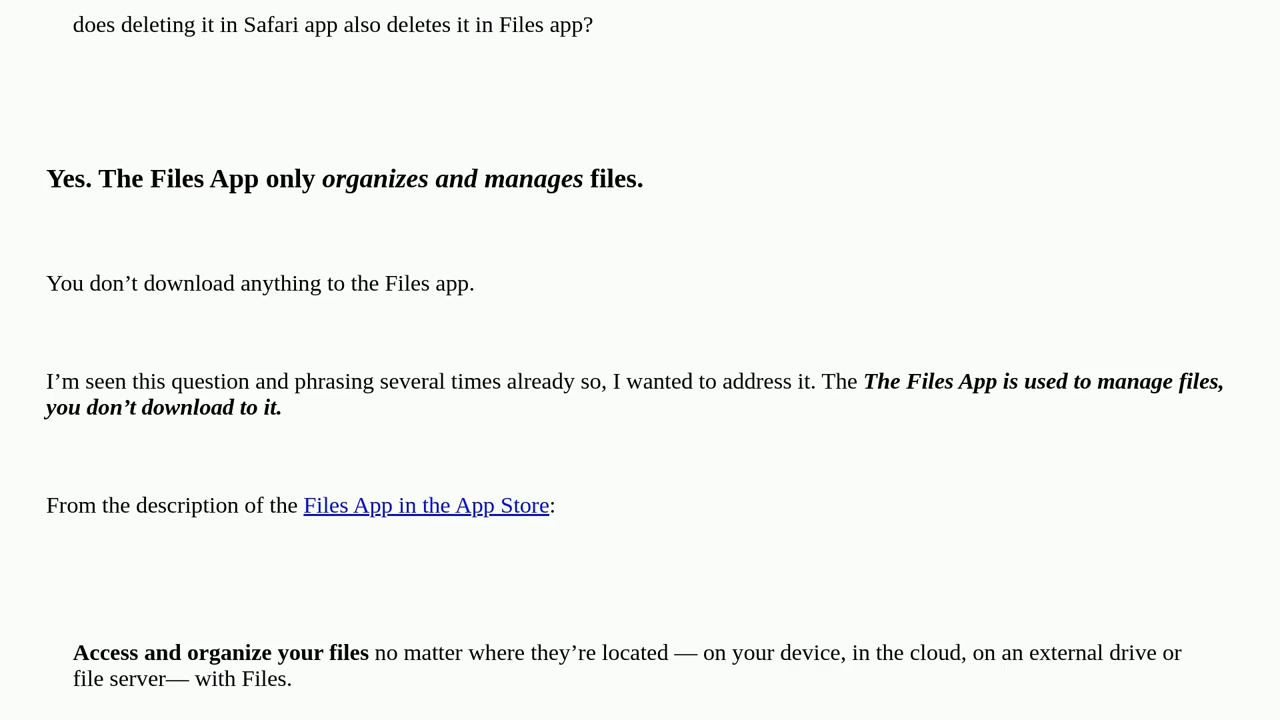 does deleting it in Safari app also deletes it in Files app?
Yes. The Files App only organizes and manages files.
You don’t download anything to the Files app.
I’m seen this question and phrasing several times already so, I wanted to address it. The The Files App is used to manage files,
you don’t download to it.
From the description of the Files App in the App Store:
Access and organize your files no matter where they’re located — on your device, in the cloud, on an external drive or
file server— with Files.